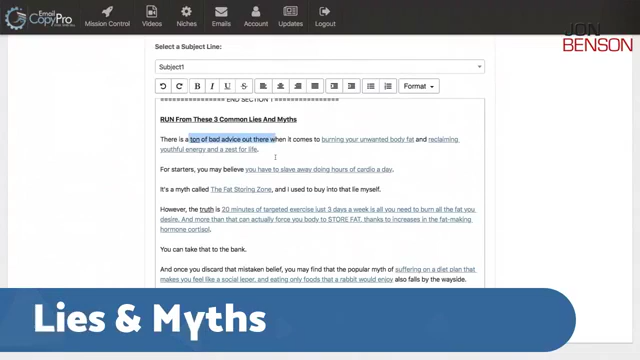 Email
CopyPro
Mission Control
Videos
Niches
Emails
Account
Updates
Logout
JON
BENSON
Select a Subject Line:
Subject1
B I U S Format
================ END SECTION 1 ================
RUN From These 3 Common Lies And Myths
There is a ton of bad advice out there when it comes to burning your unwanted body fat and reclaiming
youthful energy and a zest for life.
For starters, you may believe you have to slave away doing hours of cardio a day.
It's a myth called The Fat Storing Zone, and I used to buy into that lie myself.
However, the truth is 20 minutes of targeted exercise just 3 days a week is all you need to burn all the fat you
desire. And more than that can actually force your body to STORE FAT, thanks to increases in the fat-making
hormone cortisol.
You can take that to the bank.
And once you discard that mistaken belief, you may find that the popular myth of suffering on a diet plan that
makes you feel like a social leper, and eating only foods that a rabbit would enjoy also falls by the wayside.
Lies & Myths